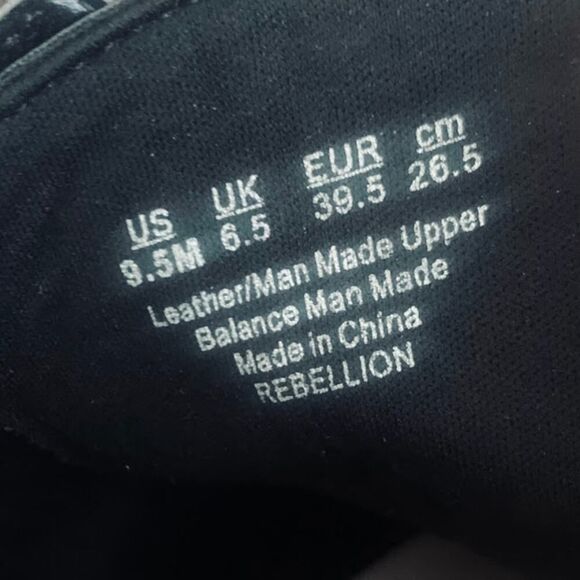 US UK EUR cm
9.5M 6.5 39.5 26.5
Leather/Man Made Upper
Balance Man Made
Made in China
REBELLION